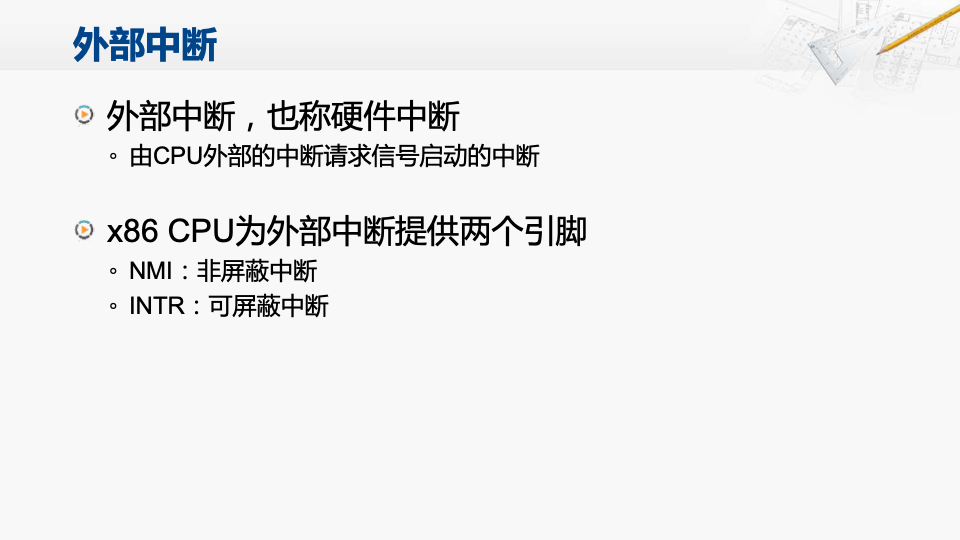 外部中断
外部中断，也称硬件中断
由CPU外部的中断请求信号启动的中断
x86 CPU为外部中断提供两个引脚
NMI：非屏蔽中断
INTR：可屏蔽中断